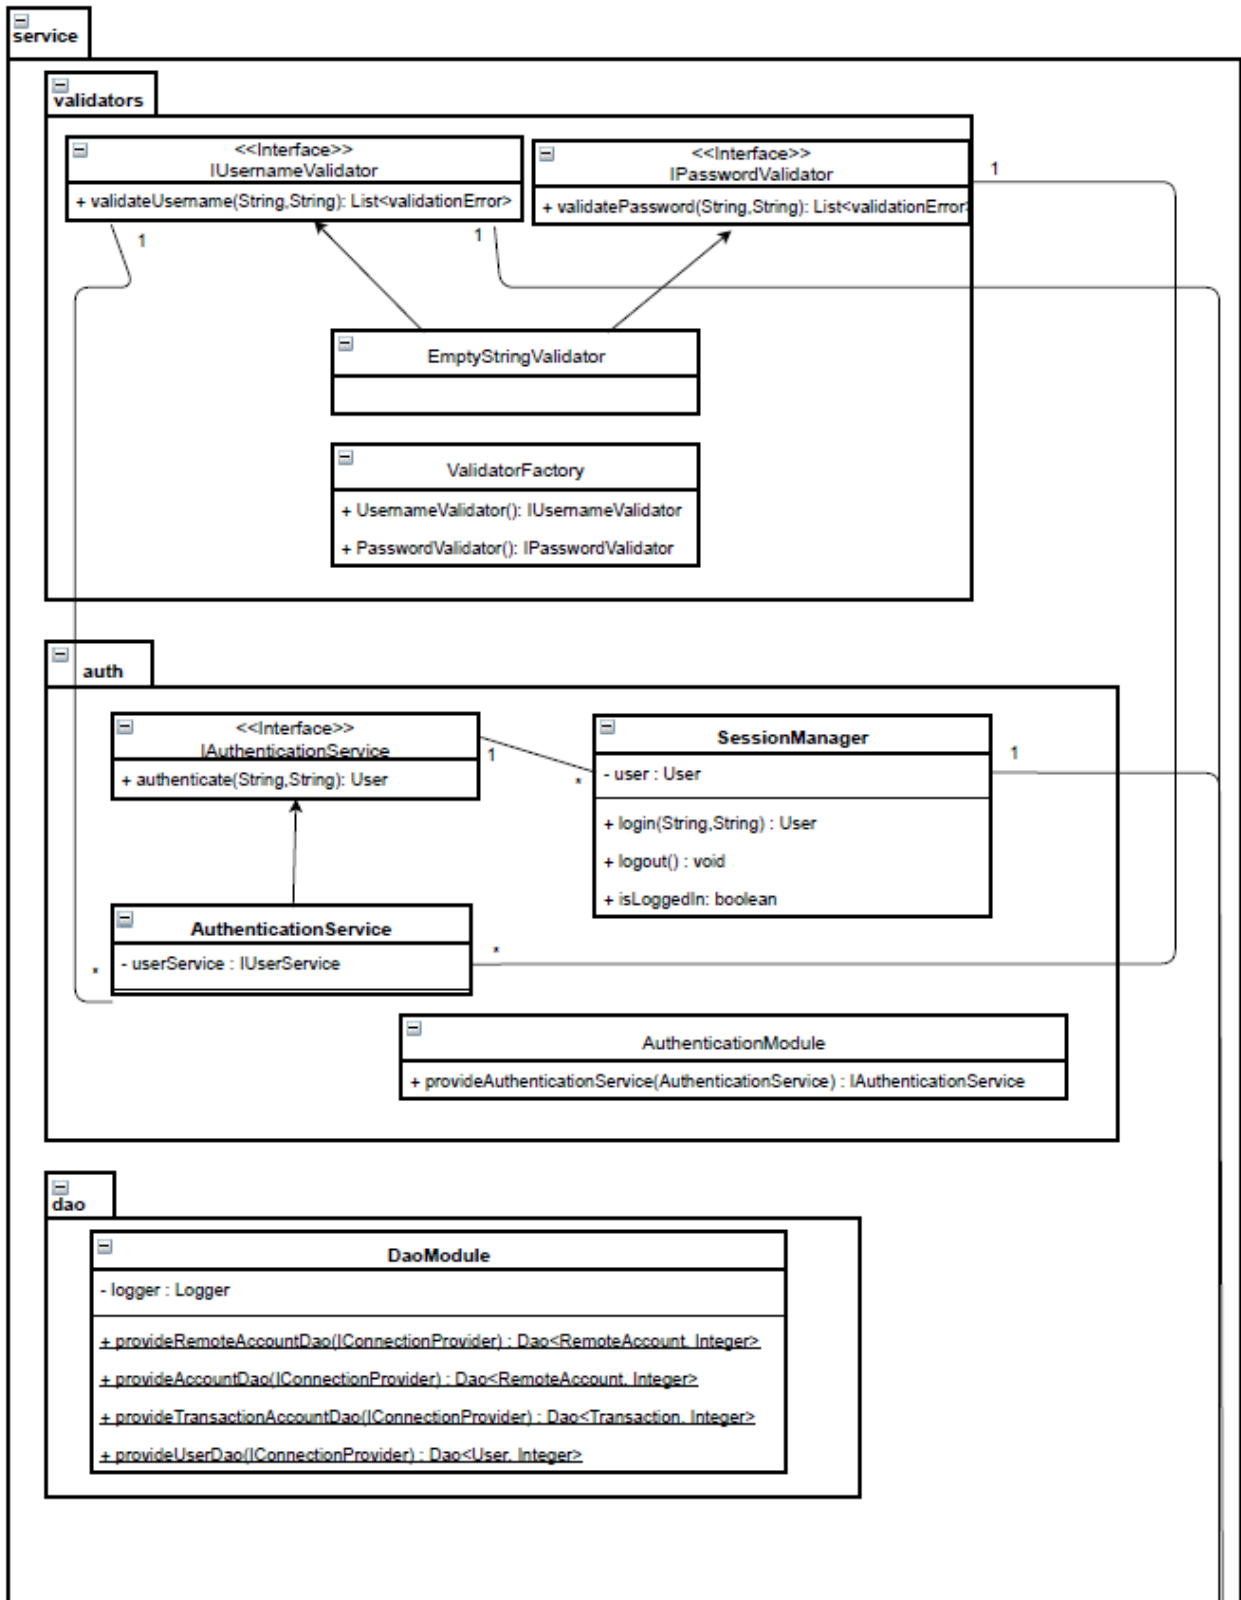 service
validators
<<Interface>>
IUsernameValidator
+ validateUsername(String,String): List<validationError>
<<Interface>>
IPasswordValidator
+ validatePassword(String,String): List<validationError>
1
1
1
EmptyStringValidator
ValidatorFactory
+ UsernameValidator(): IUsernameValidator
+ PasswordValidator(): IPasswordValidator
auth
<<Interface>>
IAuthenticationService
+ authenticate(String,String): User
1
*
SessionManager
- user : User
+ login(String,String) : User
+ logout() : void
+ isLoggedIn: boolean
1
AuthenticationService
- userService : IUserService
*
*
AuthenticationModule
+ provideAuthenticationService(AuthenticationService) : IAuthenticationService
dao
DaoModule
- logger : Logger
+ provideRemoteAccountDao(IConnectionProvider) : Dao<RemoteAccount, Integer>
+ provideAccountDao(IConnectionProvider) : Dao<RemoteAccount, Integer>
+ provideTransactionAccountDao(IConnectionProvider) : Dao<Transaction, Integer>
+ provideUserDao(IConnectionProvider) : Dao<User, Integer>